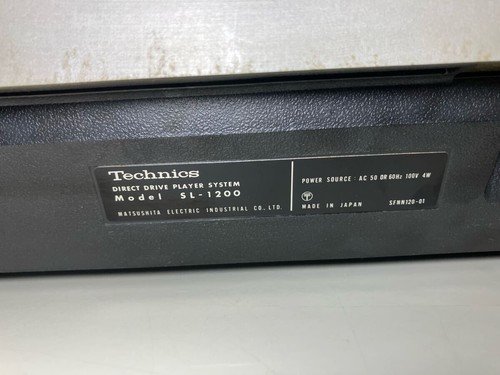 Technics
DIRECT DRIVE PLAYER SYSTEM
Model SL-1200
MATSUSHITA ELECTRIC INDUSTRIAL CO., LTD.
POWER SOURCE : AC 50 OR 60Hz 100V 4W
MADE IN JAPAN SFNN120-01